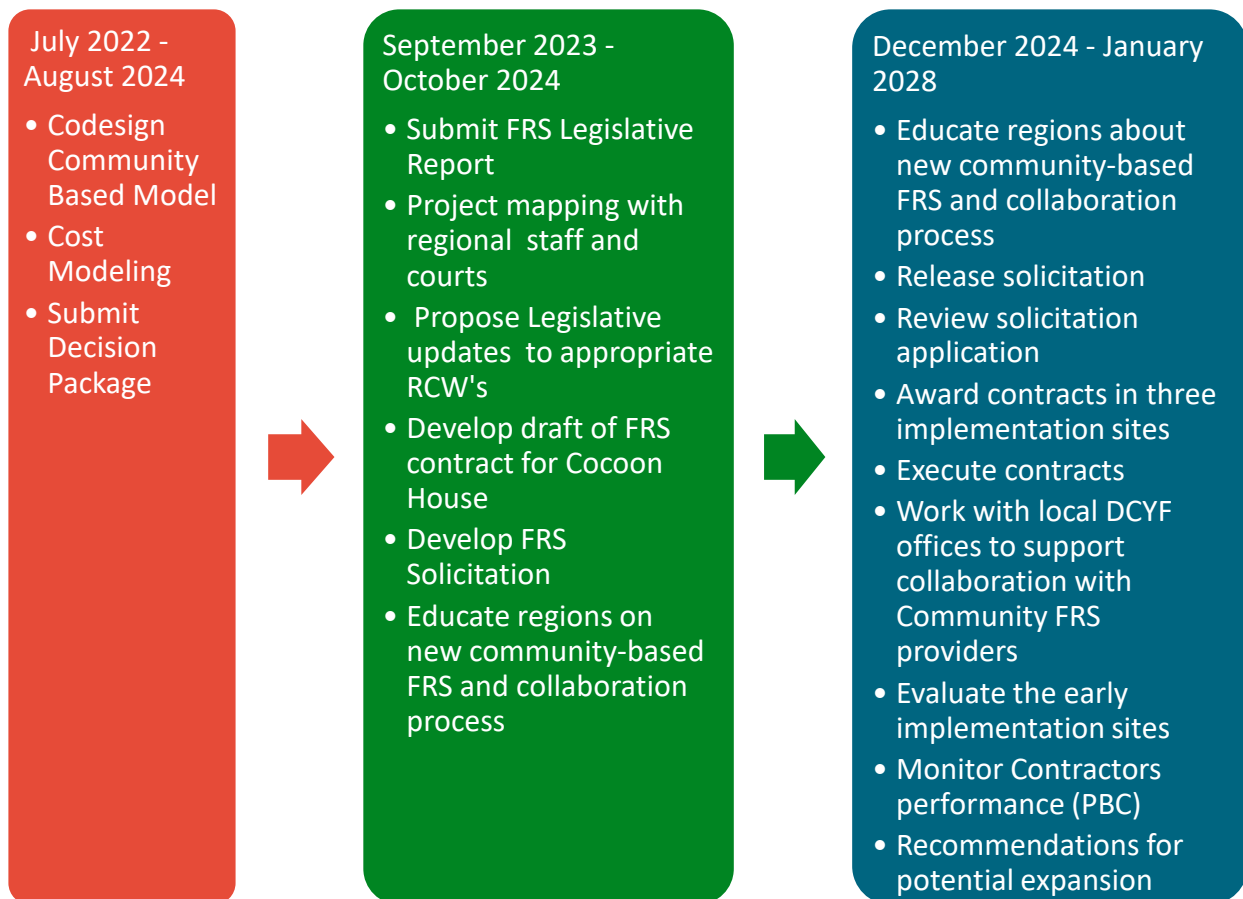 July 2022 -
August 2024
• Codesign
Community
Based Model
• Cost
Modeling
• Submit
Decision
Package
September 2023 -
October 2024
• Submit FRS Legislative
Report
• Project mapping with
regional staff and
courts
• Propose Legislative
updates to appropriate
RCW's
• Develop draft of FRS
contract for Cocoon
House
• Develop FRS
Solicitation
• Educate regions on
new community-based
FRS and collaboration
process
December 2024 - January
2028
• Educate regions about
new community-based
FRS and collaboration
process
• Release solicitation
• Review solicitation
application
• Award contracts in three
implementation sites
• Execute contracts
• Work with local DCYF
offices to support
collaboration with
Community FRS
providers
• Evaluate the early
implementation sites
• Monitor Contractors
performance (PBC)
• Recommendations for
potential expansion